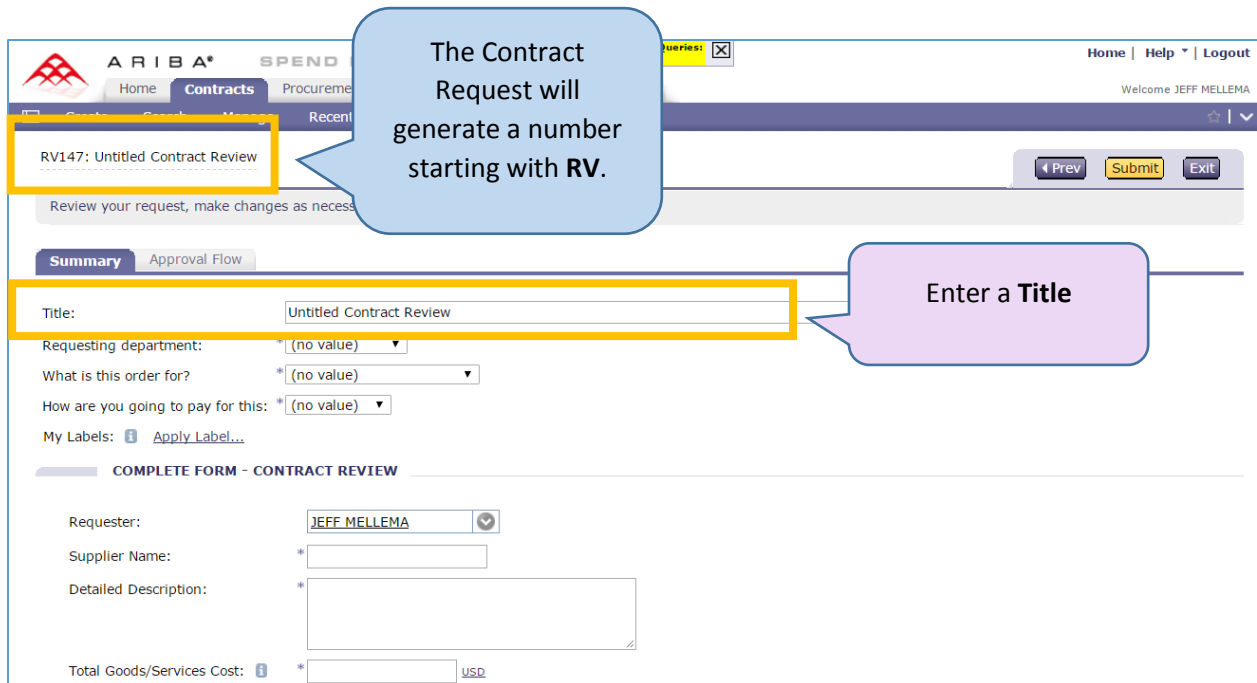 The Contract
Request will
generate a number
starting with RV.
ARIBA® SPEND
Queries:
Home | Help | Logout
Home Contracts Procureme
Welcome JEFF MELLEMA
Recent
RV147: Untitled Contract Review
Prev Submit Exit
Review your request, make changes as necess
Summary Approval Flow
Enter a Title
Title: Untitled Contract Review
Requesting department: * (no value)
What is this order for? * (no value)
How are you going to pay for this: * (no value)
My Labels: Apply Label...
COMPLETE FORM - CONTRACT REVIEW
Requester: JEFF MELLEMA
Supplier Name: *
Detailed Description: *
Total Goods/Services Cost: * USD